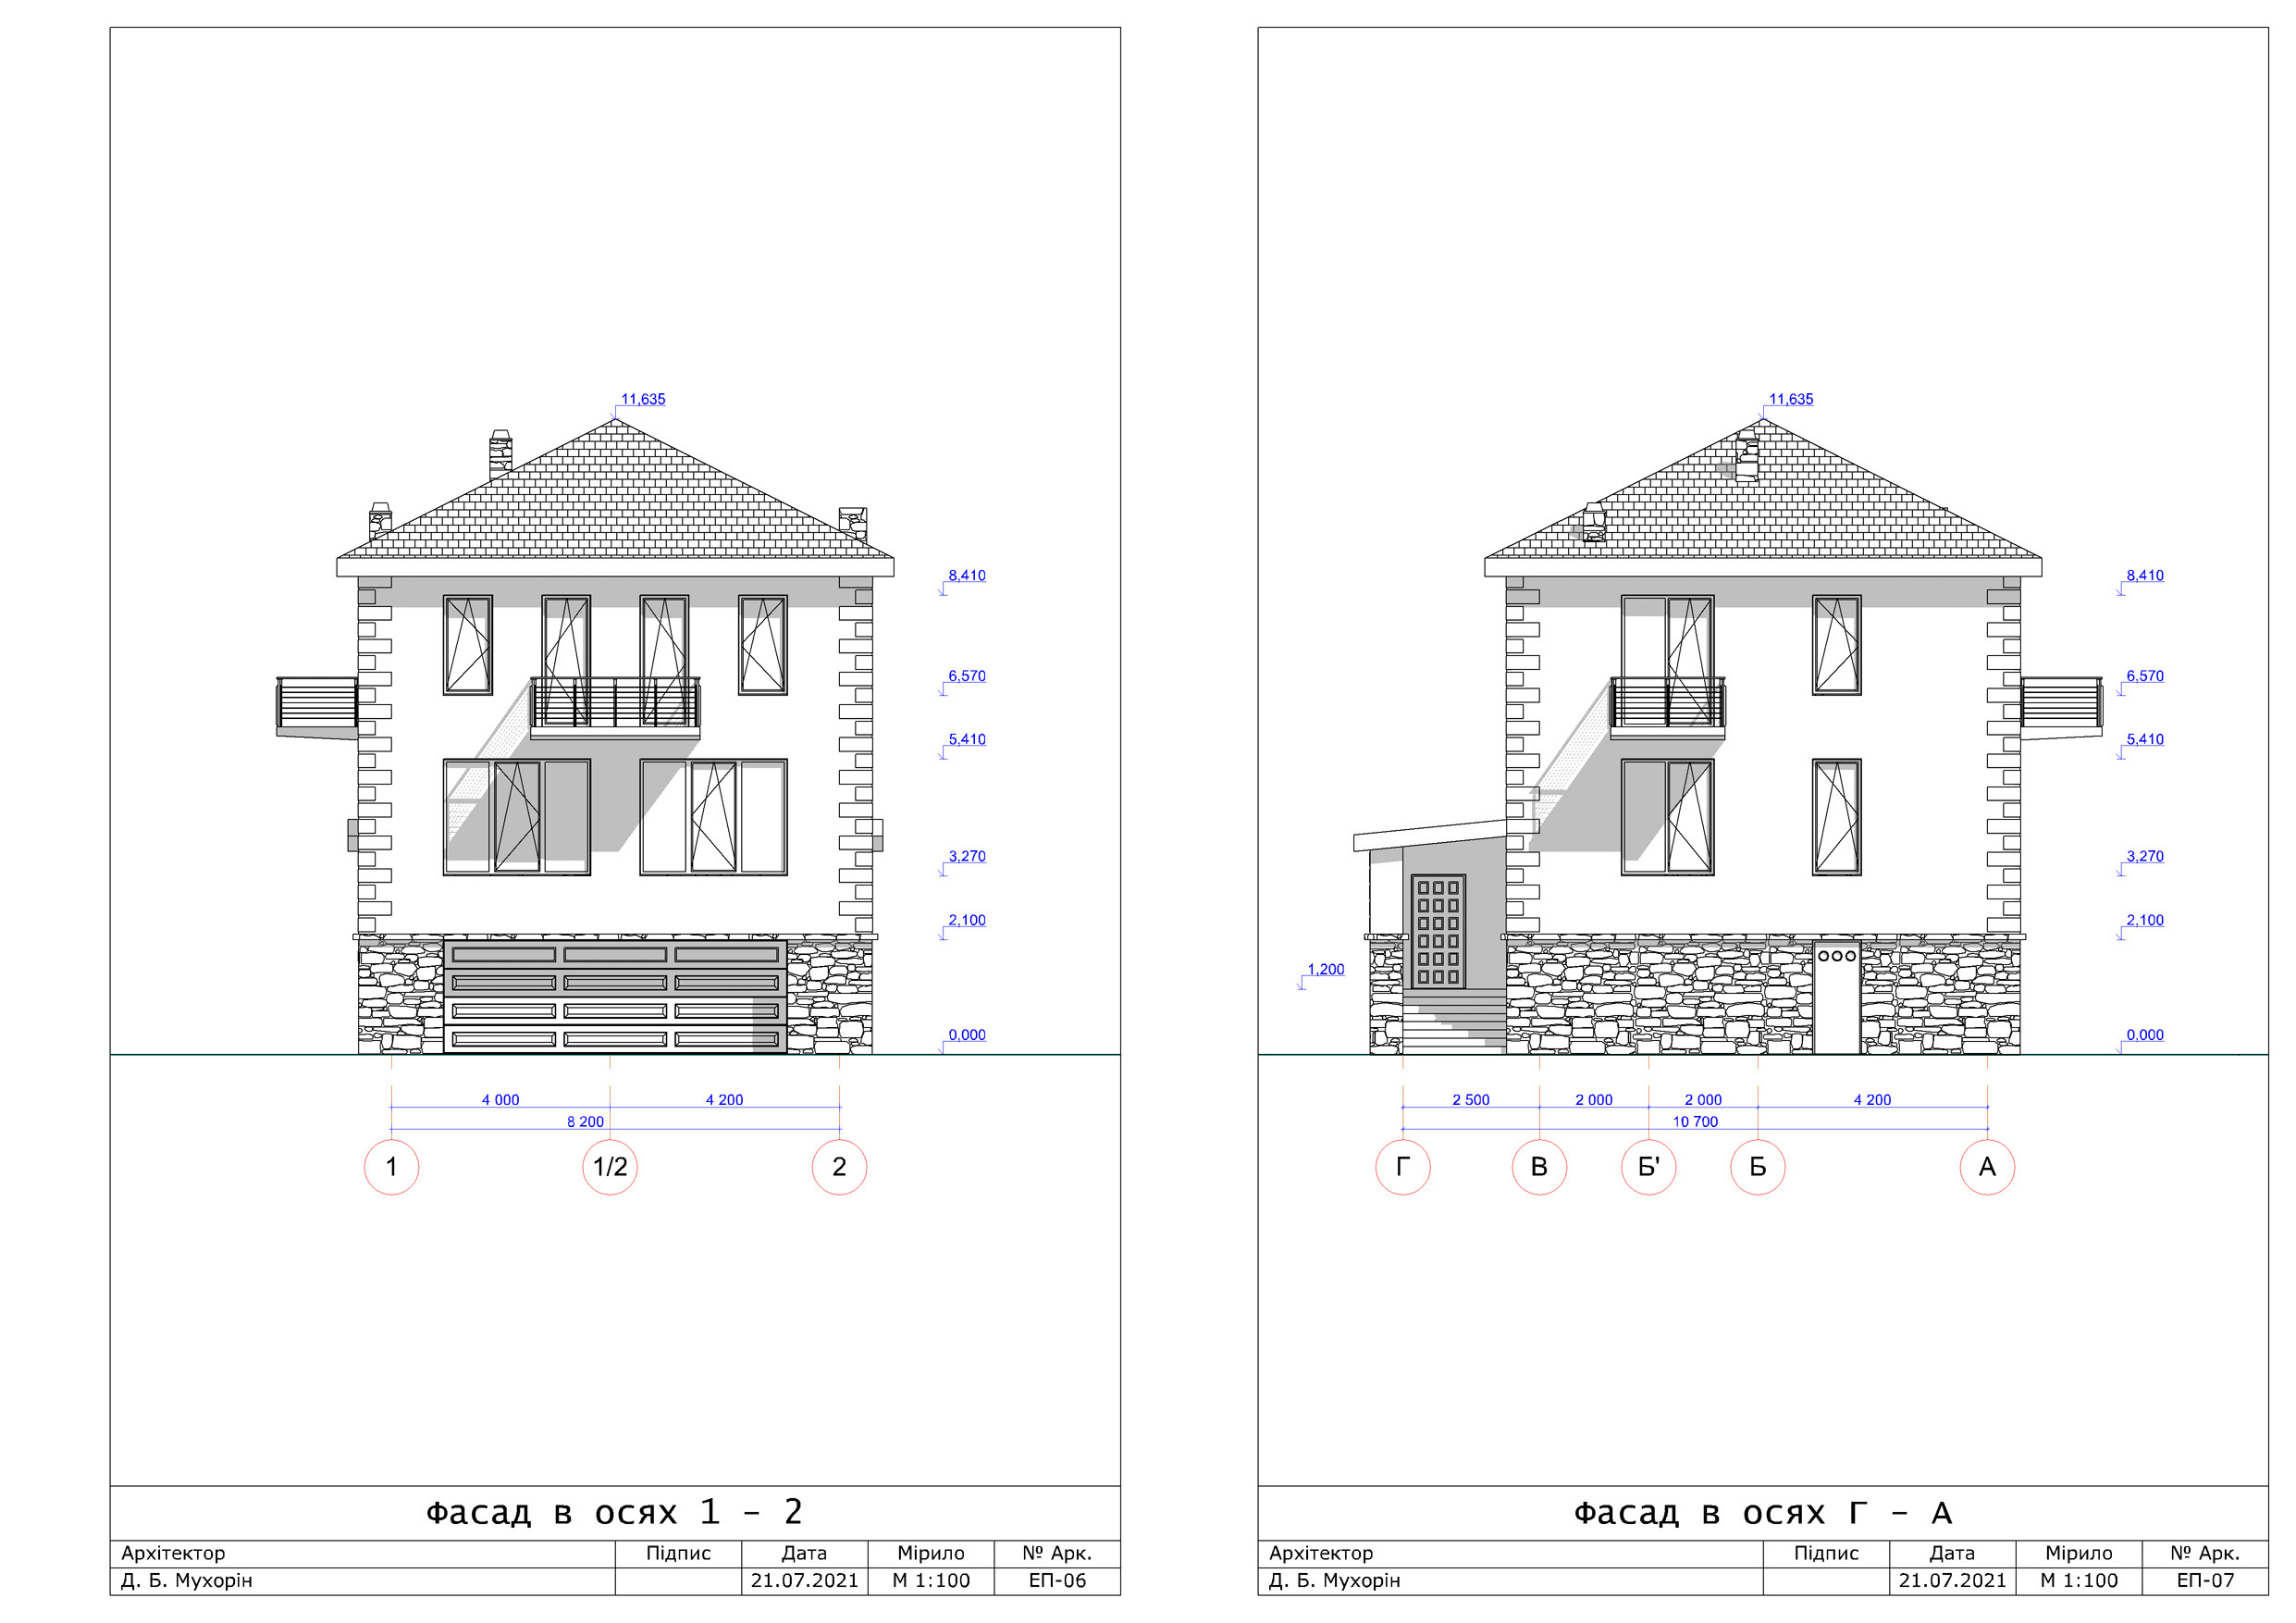 11,635
8,410
6,570
5,410
3,270
2,100
0,000
4 000 4 200
8 200
1 1/2 2
Фасад в осях 1 – 2
Архітектор Підпис Дата Мірило № Арк.
Д. Б. Мухорін 21.07.2021 М 1:100 ЕП-06
11,635
8,410
6,570
5,410
3,270
2,100
1,200
0,000
2 500 2 000 2 000 4 200
10 700
Г В Б' Б А
Фасад в осях Г – А
Архітектор Підпис Дата Мірило № Арк.
Д. Б. Мухорін 21.07.2021 М 1:100 ЕП-07